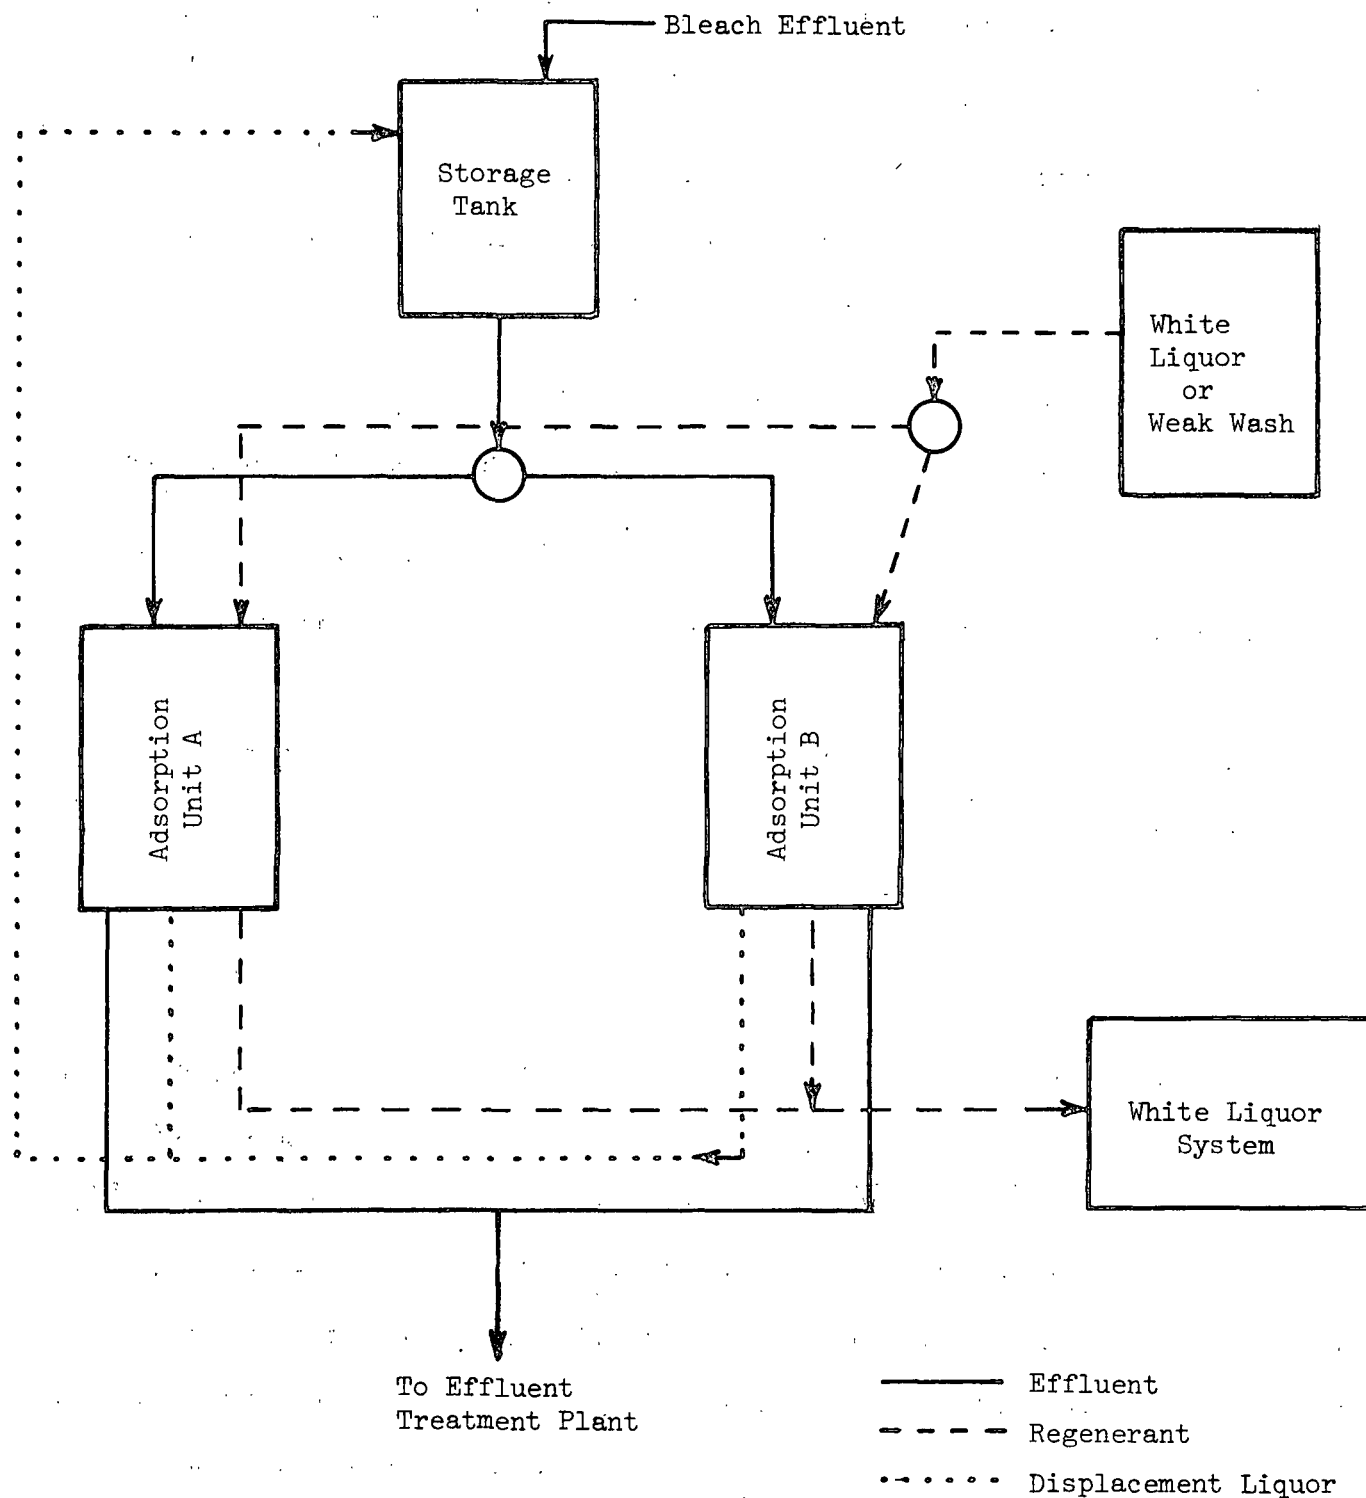 Bleach Effluent
Storage
Tank
White
Liquor
or
Weak Wash
Adsorption
Unit A
Adsorption
Unit B
White Liquor
System
To Effluent
Treatment Plant
Effluent
Regenerant
Displacement Liquor